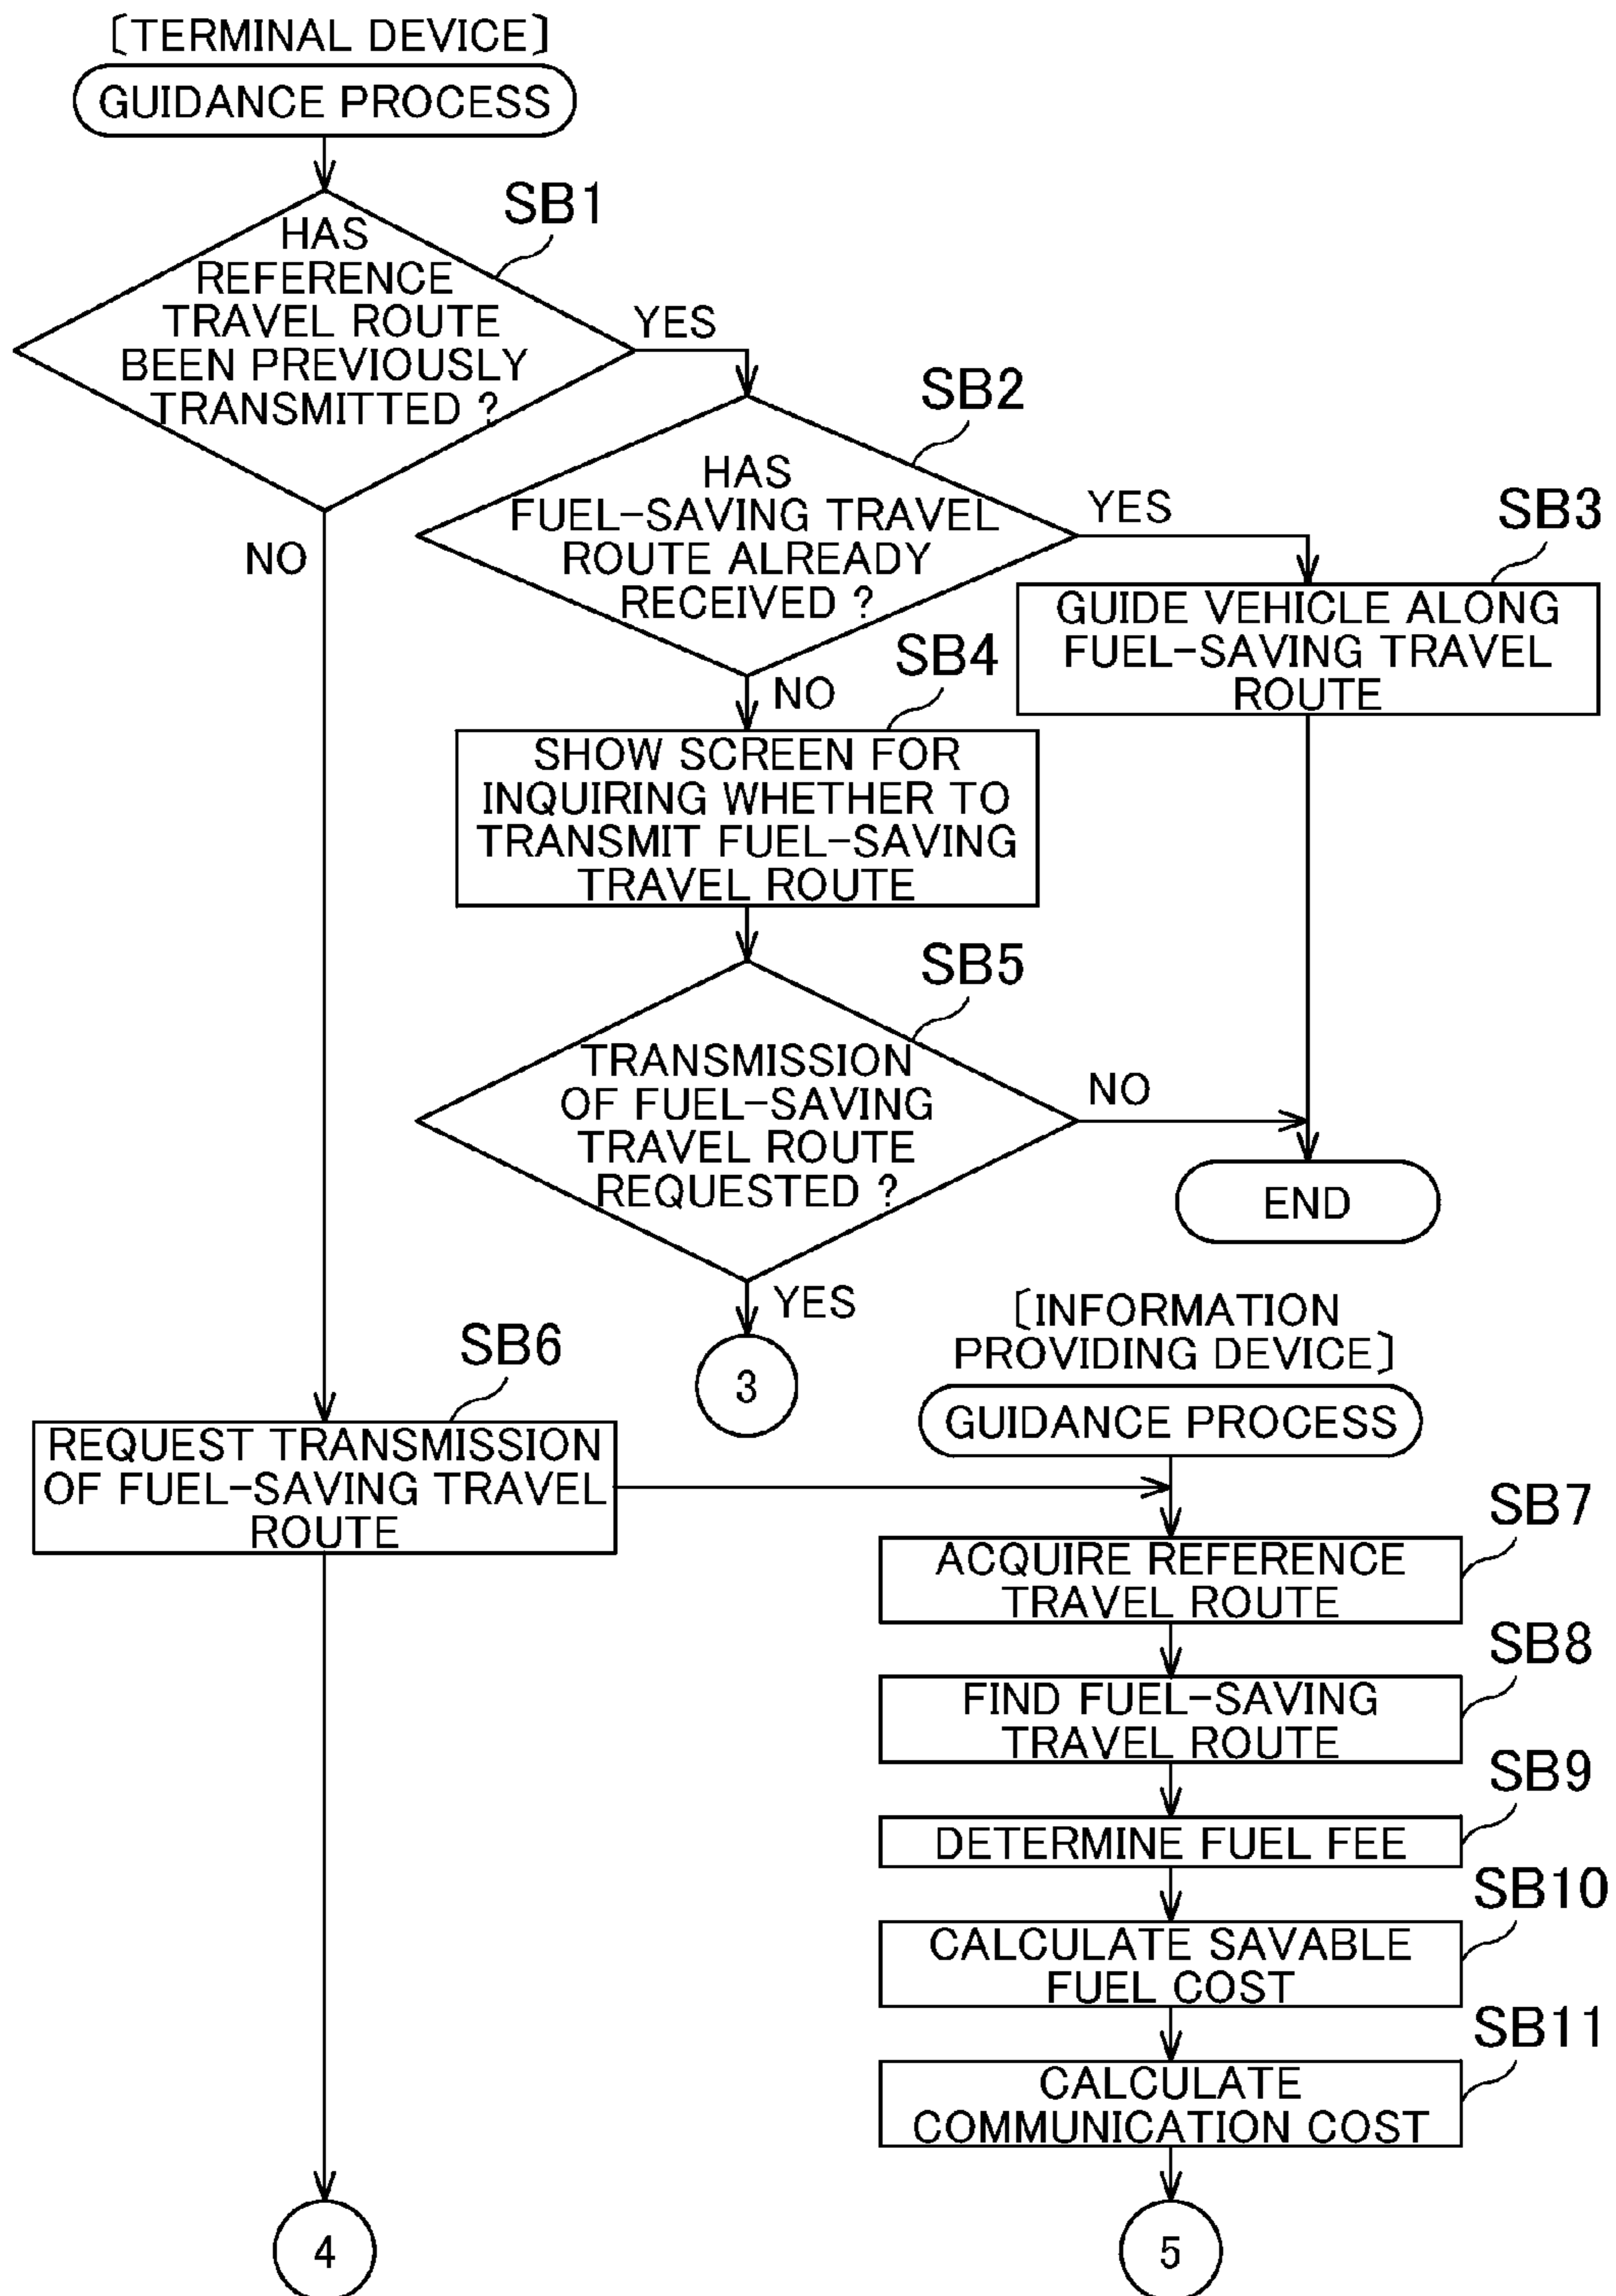 〔TERMINAL DEVICE〕
GUIDANCE PROCESS
SB1
HAS
REFERENCE
TRAVEL ROUTE
BEEN PREVIOUSLY
TRANSMITTED ?
YES
NO
SB2
HAS
FUEL-SAVING TRAVEL
ROUTE ALREADY
RECEIVED ?
YES
NO
SB3
GUIDE VEHICLE ALONG
FUEL-SAVING TRAVEL
ROUTE
SB4
SHOW SCREEN FOR
INQUIRING WHETHER TO
TRANSMIT FUEL-SAVING
TRAVEL ROUTE
SB5
TRANSMISSION
OF FUEL-SAVING
TRAVEL ROUTE
REQUESTED ?
NO
END
YES
3
SB6
REQUEST TRANSMISSION
OF FUEL-SAVING TRAVEL
ROUTE
4
〔INFORMATION
PROVIDING DEVICE〕
GUIDANCE PROCESS
SB7
ACQUIRE REFERENCE
TRAVEL ROUTE
SB8
FIND FUEL-SAVING
TRAVEL ROUTE
SB9
DETERMINE FUEL FEE
SB10
CALCULATE SAVABLE
FUEL COST
SB11
CALCULATE
COMMUNICATION COST
5